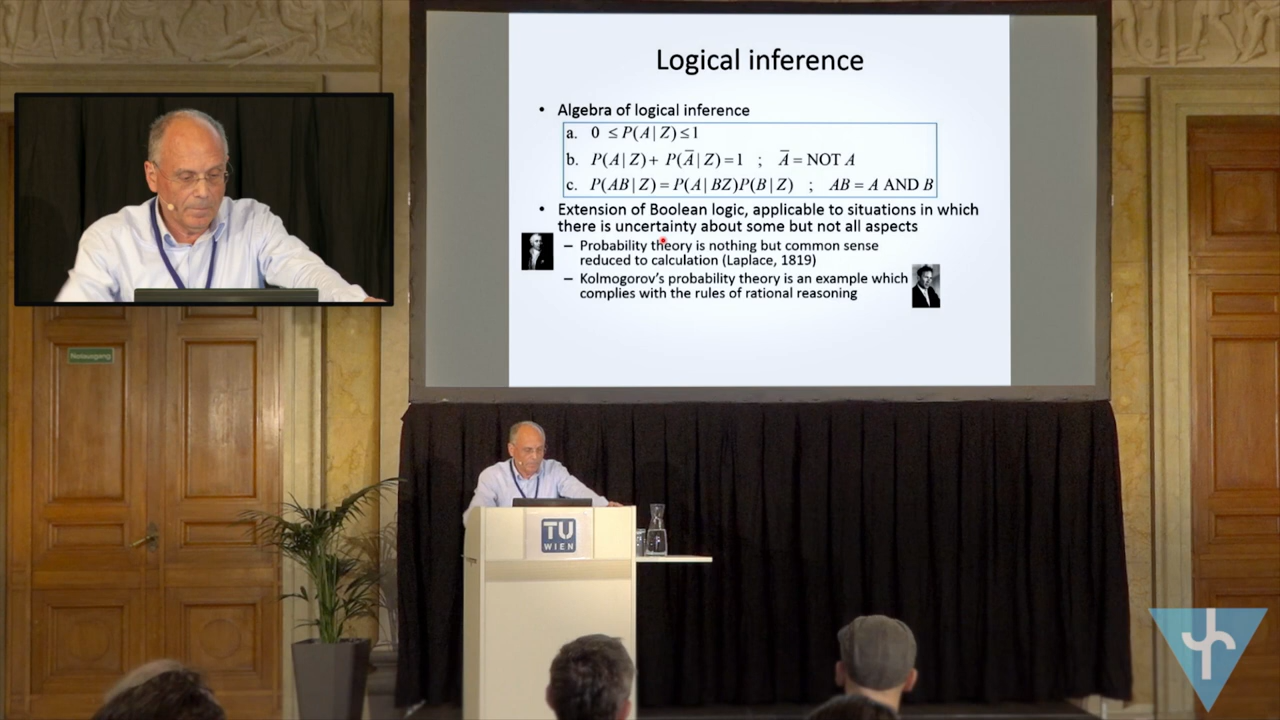 Logical inference
• Algebra of logical inference
a. 0 ≤ P(A|Z) ≤ 1
b. P(A|Z) + P(A̅|Z) = 1 ; A̅ = NOT A
c. P(AB|Z) = P(A|BZ)P(B|Z) ; AB = A AND B
• Extension of Boolean logic, applicable to situations in which
there is uncertainty about some but not all aspects
– Probability theory is nothing but common sense
reduced to calculation (Laplace, 1819)
– Kolmogorov's probability theory is an example which
complies with the rules of rational reasoning
Notausgang
TU
WIEN